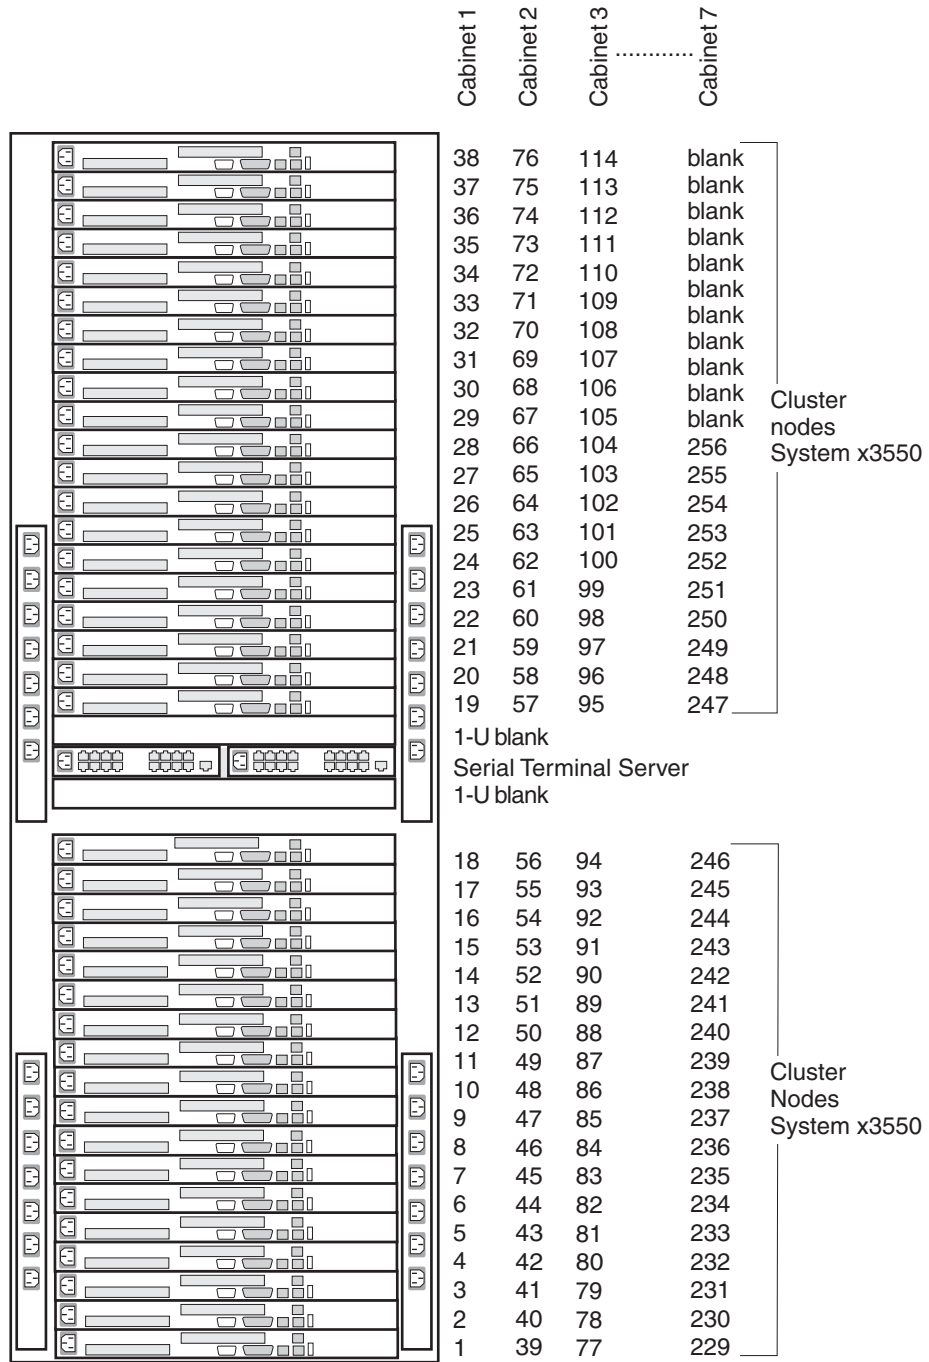 Cabinet 1 Cabinet 2 Cabinet 3 ............ Cabinet 7
38 76 114 blank
37 75 113 blank
36 74 112 blank
35 73 111 blank
34 72 110 blank
33 71 109 blank
32 70 108 blank
blank
31 69 107 blank
30 68 106 blank
29 67 105 blank
28 66 104 256
27 65 103 255
26 64 102 254
25 63 101 253
24 62 100 252
23 61 99 251
22 60 98 250
21 59 97 249
20 58 96 248
19 57 95 247
Cluster
nodes
System x3550
1-U blank
Serial Terminal Server
1-U blank
18 56 94 246
17 55 93 245
16 54 92 244
15 53 91 243
14 52 90 242
13 51 89 241
12 50 88 240
11 49 87 239
10 48 86 238
9 47 85 237
8 46 84 236
7 45 83 235
6 44 82 234
5 43 81 233
4 42 80 232
3 41 79 231
2 40 78 230
1 39 77 229
Cluster
Nodes
System x3550